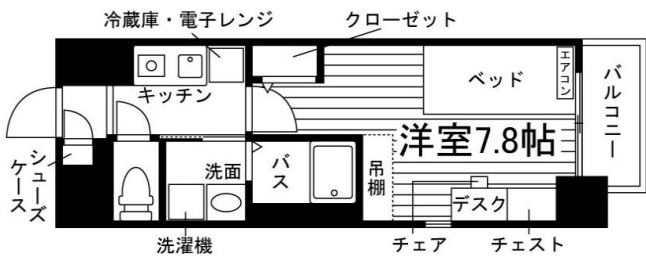 冷蔵庫・電子レンジ
クローゼット
キッチン
ベッド
エアコン
バルコニー
洋室7.8帖
シューズ
ケース
洗面
バス
吊棚
デスク
洗濯機
チェア
チェスト